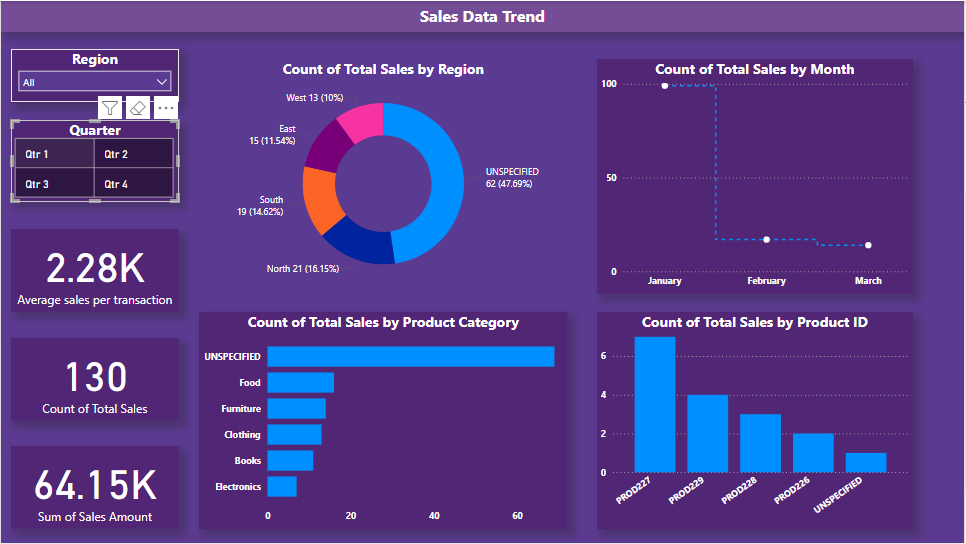 Sales Data Trend
Region
All
Quarter
Qtr 1
Qtr 2
Qtr 3
Qtr 4
2.28K
Average sales per transaction
130
Count of Total Sales
64.15K
Sum of Sales Amount
Count of Total Sales by Region
West 13 (10%)
East
15 (11.54%)
South
19 (14.62%)
North 21 (16.15%)
UNSPECIFIED
62 (47.69%)
Count of Total Sales by Month
100
50
0
January
February
March
Count of Total Sales by Product Category
UNSPECIFIED
Food
Furniture
Clothing
Books
Electronics
0
20
40
60
Count of Total Sales by Product ID
6
4
2
0
PROD227
PROD229
PROD228
PROD226
UNSPECIFIED